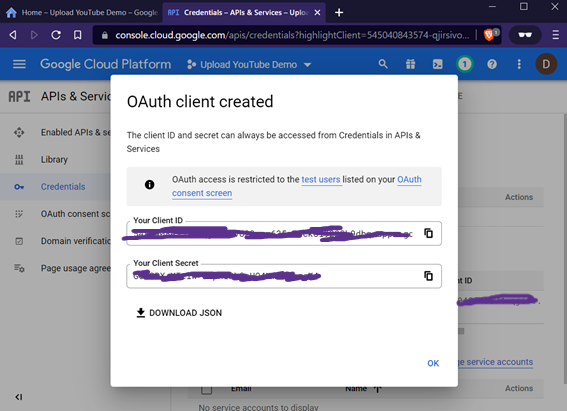 Home – Upload YouTube Demo – Google
API Credentials – APIs & Services – Uploa
console.cloud.google.com/apis/credentials?highlightClient=545040843574-qjirsivo...
Google Cloud Platform
Upload YouTube Demo
1
D
API APIs & Servic
E
OAuth client created
The client ID and secret can always be accessed from Credentials in APIs &
Services
OAuth access is restricted to the test users listed on your OAuth
consent screen
Your Client ID
Your Client Secret
DOWNLOAD JSON
OK
Enabled APIs & se
Library
Credentials
OAuth consent sc
Domain verificatio
Page usage agree
Actions
nt ID
ge service accounts
Email
Name
Actions
No service accounts to display